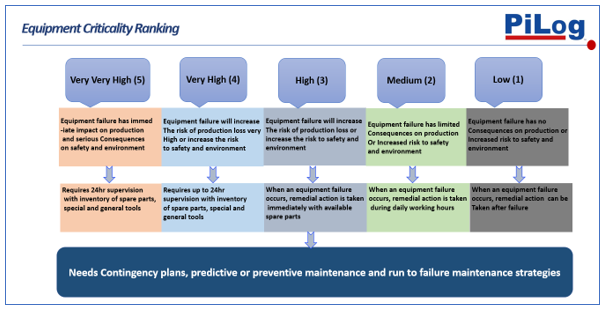 Equipment Criticality Ranking
PiLog
Very Very High (5)
Very High (4)
High (3)
Medium (2)
Low (1)
Equipment failure has immed
-iate impact on production
and serious Consequences
on safety and environment
Equipment failure will increase
The risk of production loss very
High or increase the risk
to safety and environment
Equipment failure will increase
The risk of production loss or
increase the risk to safety and
environment
Equipment failure has limited
Consequences on production
Or Increased risk to safety
and environment
Equipment failure has no
Consequences on production or
Increased risk to safety and
environment
Requires 24hr supervision
with inventory of spare parts,
special and general tools
Requires up to 24hr
supervision with inventory
of spare parts, special and
general tools
When an equipment failure
occurs, remedial action is taken
immediately with available
spare parts
When an equipment failure
occurs, remedial action is taken
during daily working hours
When an equipment failure
occurs, remedial action can be
Taken after failure
Needs Contingency plans, predictive or preventive maintenance and run to failure maintenance strategies